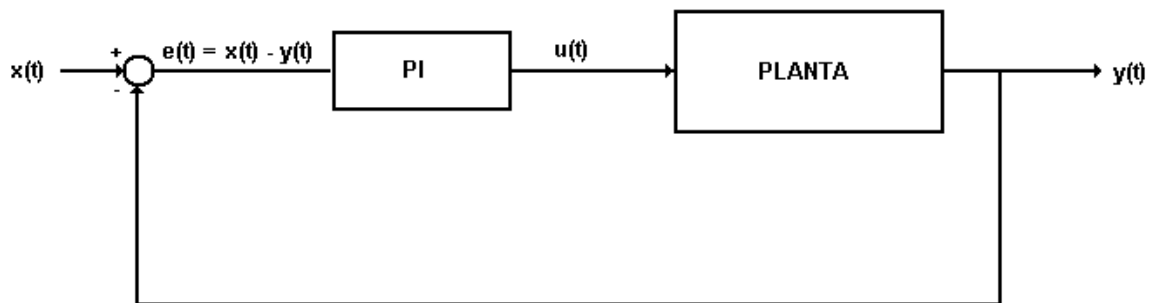 x(t)
+
-
e(t) = x(t) - y(t)
PI
u(t)
PLANTA
y(t)